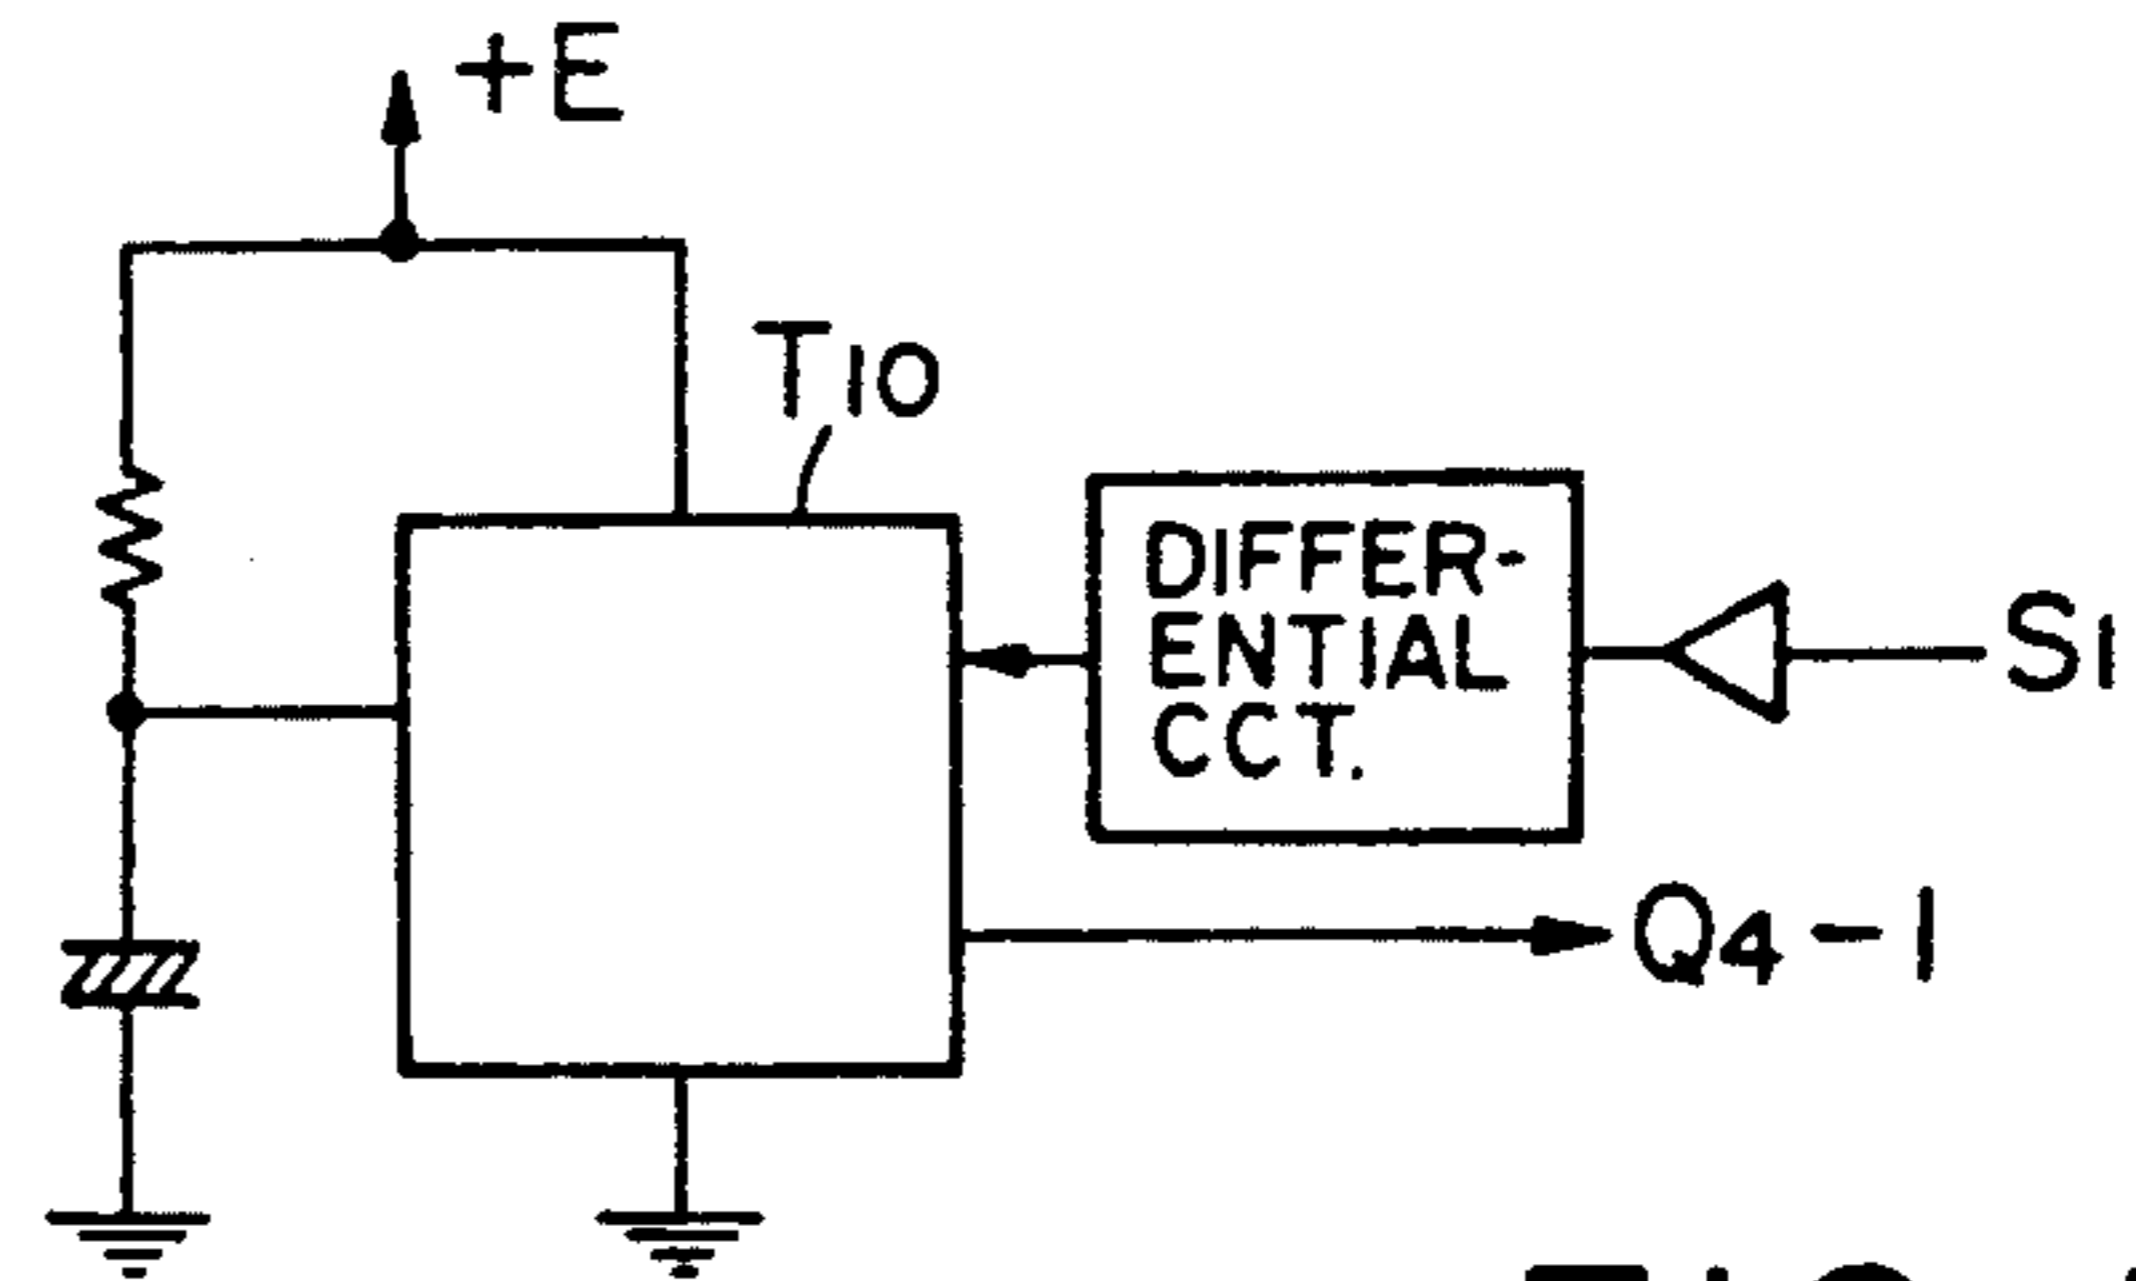 +E
T10
DIFFER-
ENTIAL
CCT.
S1
Q4-1